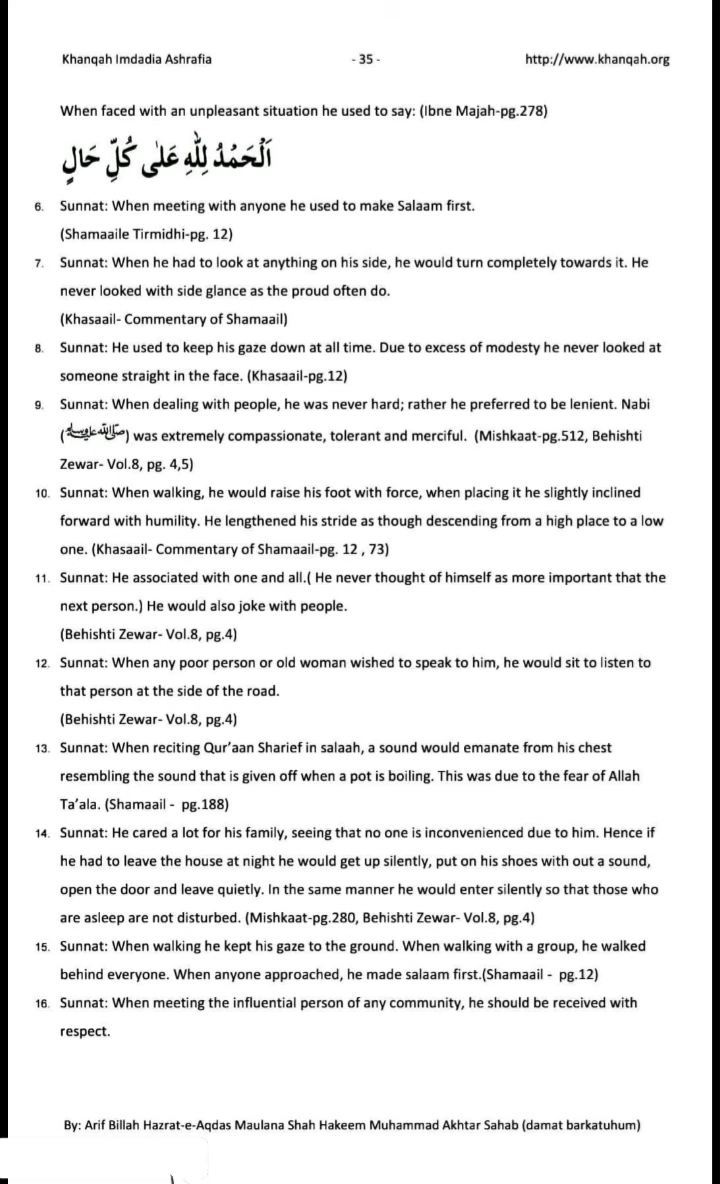 Khanqah Imdadia Ashrafia - 35 - http://www.khanqah.org
When faced with an unpleasant situation he used to say: (Ibne Majah-pg.278)
اَلْحَمْدُ لِلّٰهِ عَلٰى كُلِّ حَالٍ
6. Sunnat: When meeting with anyone he used to make Salaam first.
(Shamaaile Tirmidhi-pg. 12)
7. Sunnat: When he had to look at anything on his side, he would turn completely towards it. He
never looked with side glance as the proud often do.
(Khasaail- Commentary of Shamaail)
8. Sunnat: He used to keep his gaze down at all time. Due to excess of modesty he never looked at
someone straight in the face. (Khasaail-pg.12)
9. Sunnat: When dealing with people, he was never hard; rather he preferred to be lenient. Nabi
(صلى الله عليه وسلم) was extremely compassionate, tolerant and merciful. (Mishkaat-pg.512, Behishti
Zewar- Vol.8, pg. 4,5)
10. Sunnat: When walking, he would raise his foot with force, when placing it he slightly inclined
forward with humility. He lengthened his stride as though descending from a high place to a low
one. (Khasaail- Commentary of Shamaail-pg. 12 , 73)
11. Sunnat: He associated with one and all.( He never thought of himself as more important that the
next person.) He would also joke with people.
(Behishti Zewar- Vol.8, pg.4)
12. Sunnat: When any poor person or old woman wished to speak to him, he would sit to listen to
that person at the side of the road.
(Behishti Zewar- Vol.8, pg.4)
13. Sunnat: When reciting Qur’aan Sharief in salaah, a sound would emanate from his chest
resembling the sound that is given off when a pot is boiling. This was due to the fear of Allah
Ta’ala. (Shamaail - pg.188)
14. Sunnat: He cared a lot for his family, seeing that no one is inconvenienced due to him. Hence if
he had to leave the house at night he would get up silently, put on his shoes with out a sound,
open the door and leave quietly. In the same manner he would enter silently so that those who
are asleep are not disturbed. (Mishkaat-pg.280, Behishti Zewar- Vol.8, pg.4)
15. Sunnat: When walking he kept his gaze to the ground. When walking with a group, he walked
behind everyone. When anyone approached, he made salaam first.(Shamaail - pg.12)
16. Sunnat: When meeting the influential person of any community, he should be received with
respect.
By: Arif Billah Hazrat-e-Aqdas Maulana Shah Hakeem Muhammad Akhtar Sahab (damat barkatuhum)